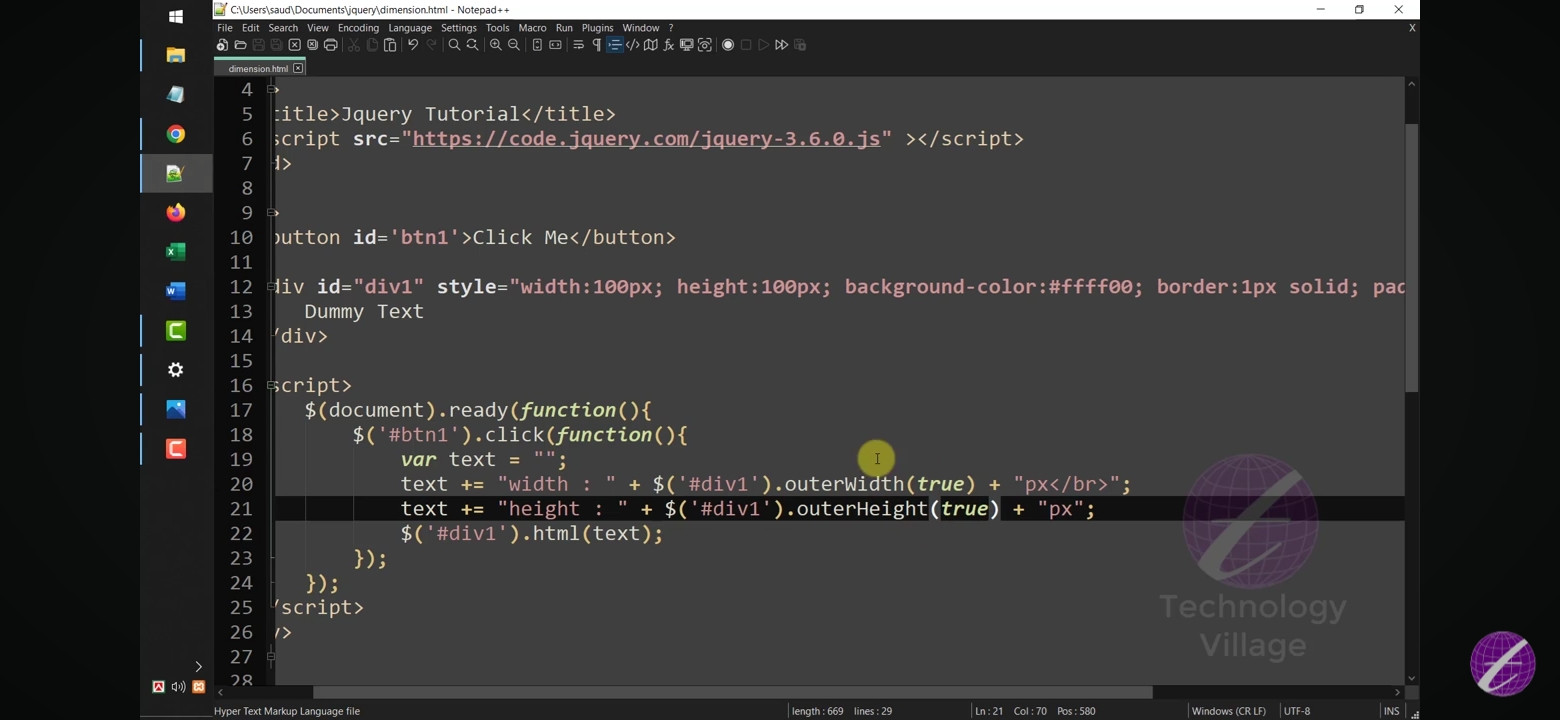 C:\Users\saud\Documents\jquery\dimension.html - Notepad++
File Edit Search View Encoding Language Settings Tools Macro Run Plugins Window ? X
dimension.html
4 >
5 title>Jquery Tutorial</title>
6 script src="https://code.jquery.com/jquery-3.6.0.js" ></script>
7 d>
8
9 >
10 button id='btn1'>Click Me</button>
11
12 div id="div1" style="width:100px; height:100px; background-color:#ffff00; border:1px solid; pad
13 Dummy Text
14 /div>
15
16 script>
17 $(document).ready(function(){
18 $('#btn1').click(function(){
19 var text = "";
20 text += "width : " + $('#div1').outerWidth(true) + "px</br>";
21 text += "height : " + $('#div1').outerHeight(true) + "px";
22 $('#div1').html(text);
23 });
24 });
25 /script>
26 y>
27
28
Technology
Village
Hyper Text Markup Language file length : 669 lines : 29 Ln : 21 Col : 70 Pos : 580 Windows (CR LF) UTF-8 INS